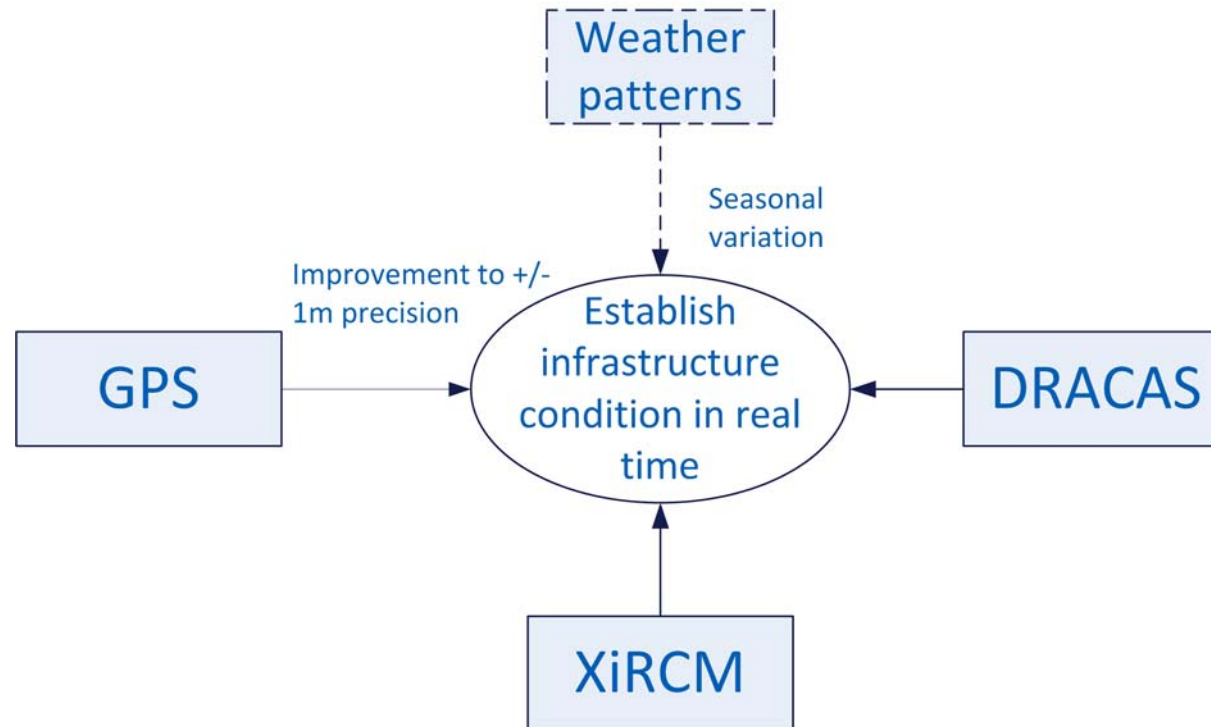 Weather
patterns
Seasonal
variation
Improvement to +/-
1m precision
Establish
infrastructure
condition in real
time
GPS
DRACAS
XiRCM